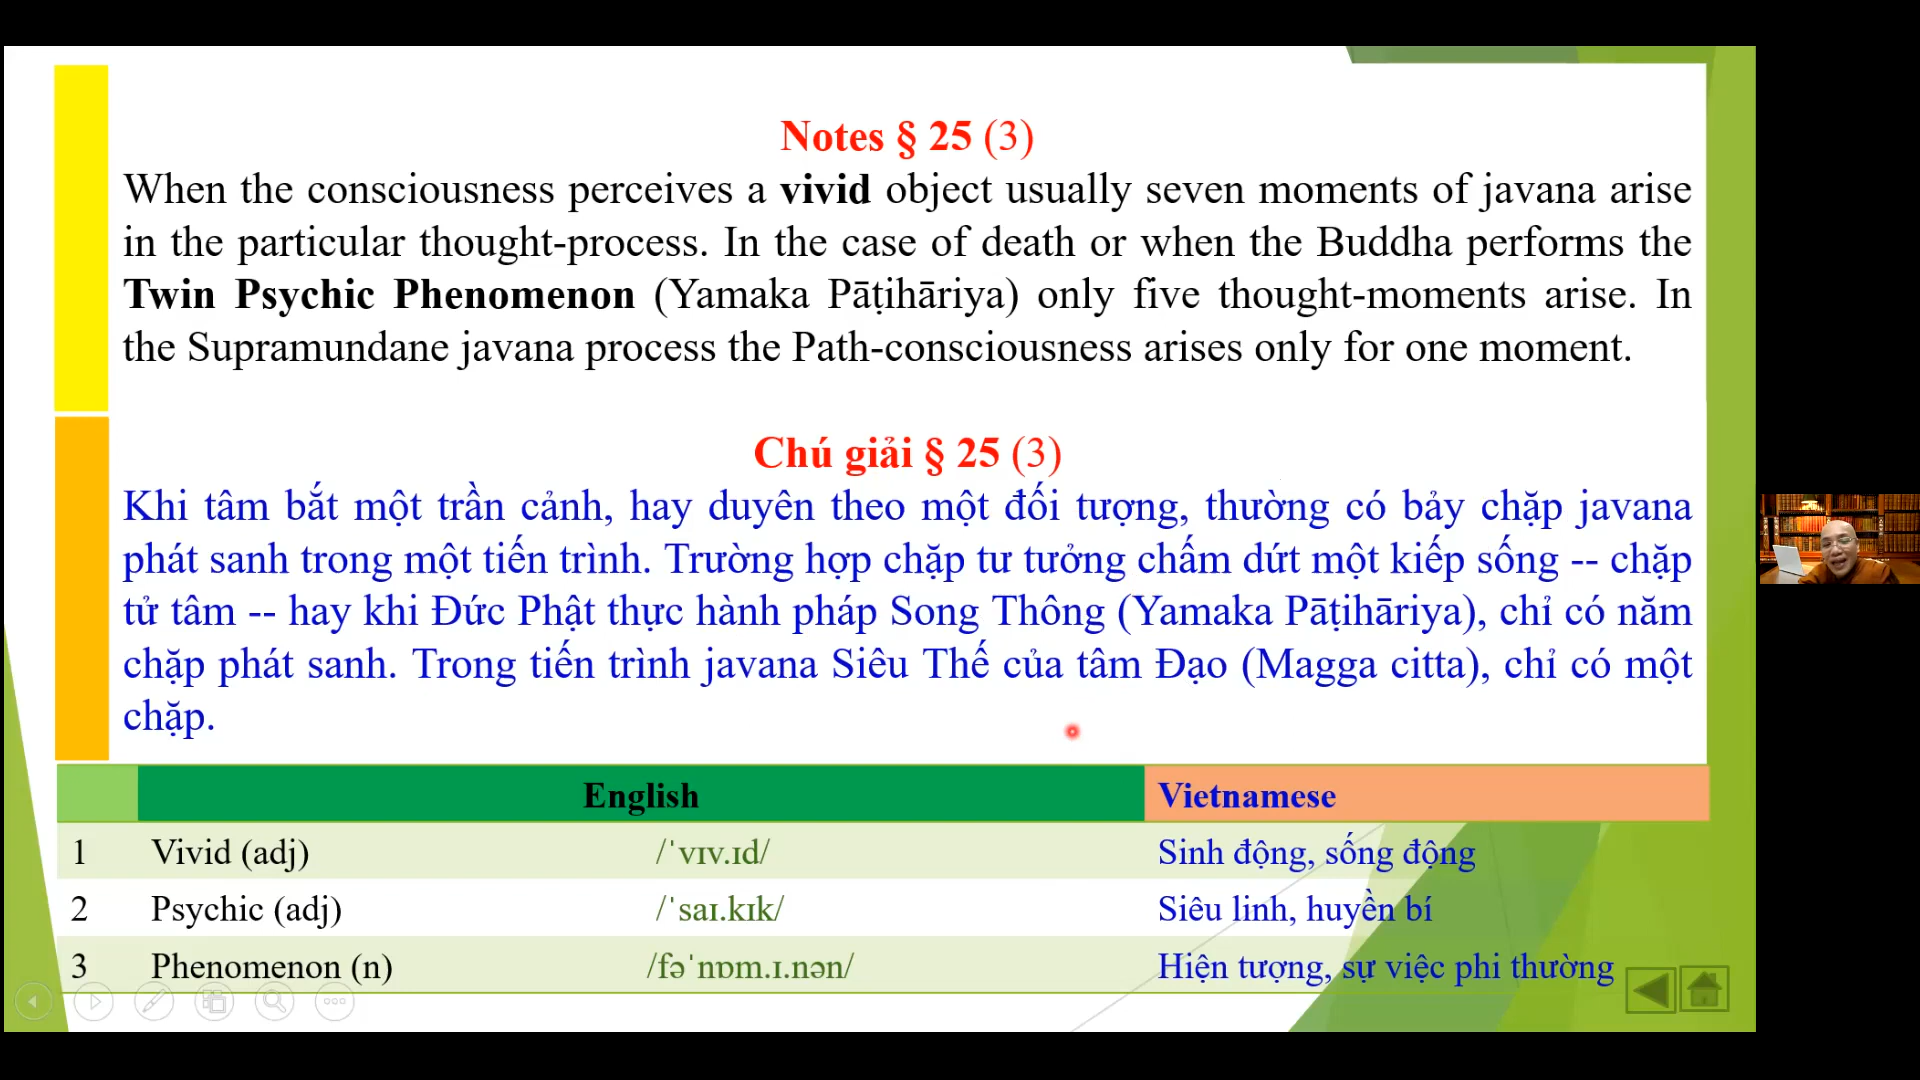 Notes § 25 (3)
When the consciousness perceives a vivid object usually seven moments of javana arise
in the particular thought-process. In the case of death or when the Buddha performs the
Twin Psychic Phenomenon (Yamaka Pāṭihāriya) only five thought-moments arise. In
the Supramundane javana process the Path-consciousness arises only for one moment.
Chú giải § 25 (3)
Khi tâm bắt một trần cảnh, hay duyên theo một đối tượng, thường có bảy chặp javana
phát sanh trong một tiến trình. Trường hợp chặp tư tưởng chấm dứt một kiếp sống -- chặp
tử tâm -- hay khi Đức Phật thực hành pháp Song Thông (Yamaka Pāṭihāriya), chỉ có năm
chặp phát sanh. Trong tiến trình javana Siêu Thế của tâm Đạo (Magga citta), chỉ có một
chặp.
English Vietnamese
1 Vivid (adj) /ˈvɪv.ɪd/ Sinh động, sống động
2 Psychic (adj) /ˈsaɪ.kɪk/ Siêu linh, huyền bí
3 Phenomenon (n) /fəˈnɒm.ɪ.nən/ Hiện tượng, sự việc phi thường